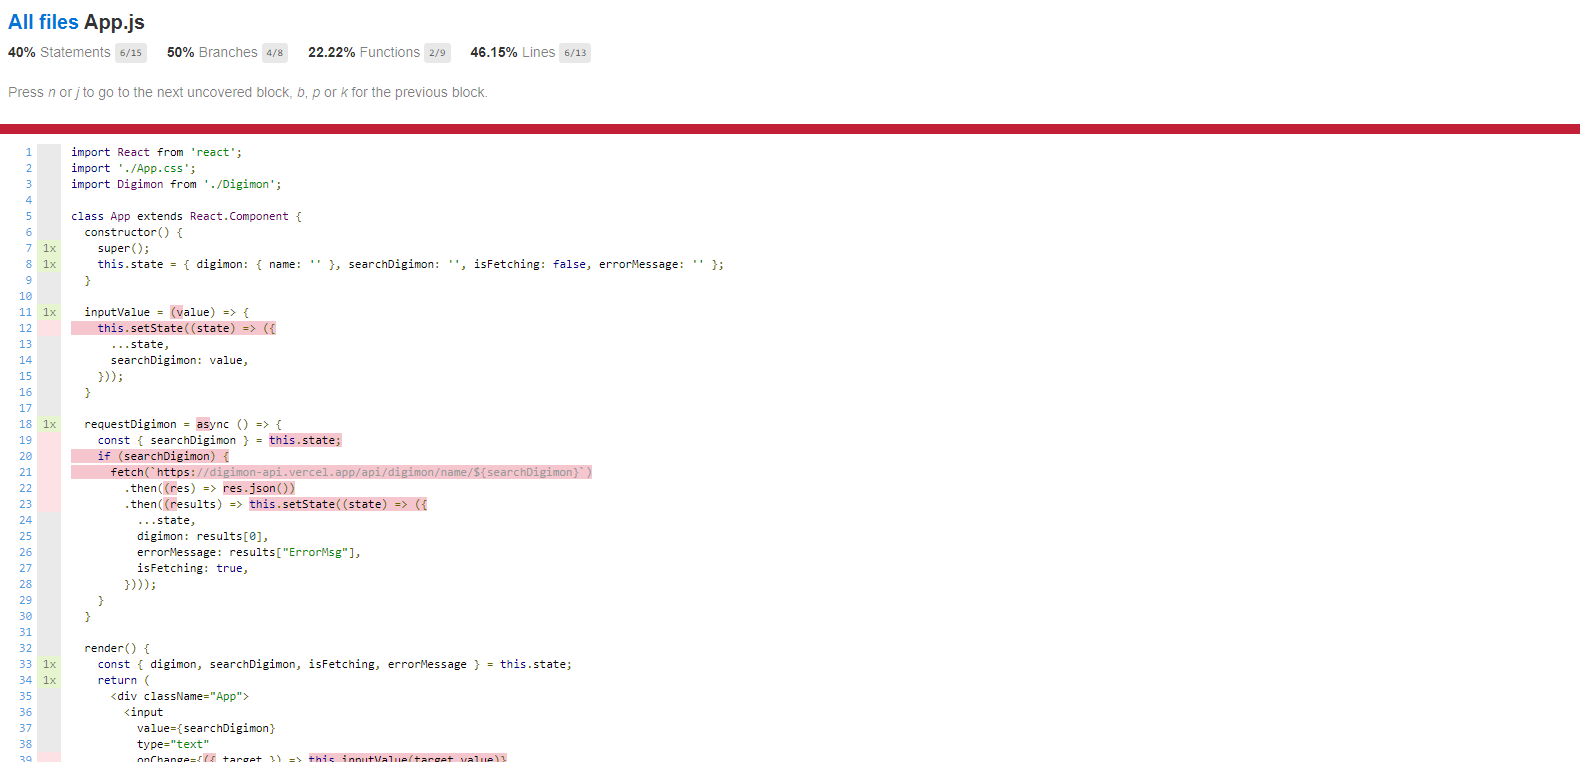 All files App.js
40% Statements 6/15 50% Branches 4/8 22.22% Functions 2/9 46.15% Lines 6/13
Press n or j to go to the next uncovered block, b, p or k for the previous block.
1 import React from 'react';
2 import './App.css';
3 import Digimon from './Digimon';
4
5 class App extends React.Component {
6 constructor() {
7 1x super();
8 1x this.state = { digimon: { name: '' }, searchDigimon: '', isFetching: false, errorMessage: '' };
9 }
10
11 1x inputValue = (value) => {
12 this.setState((state) => ({
13 ...state,
14 searchDigimon: value,
15 }));
16 }
17
18 1x requestDigimon = async () => {
19 const { searchDigimon } = this.state;
20 if (searchDigimon) {
21 fetch(`https://digimon-api.vercel.app/api/digimon/name/${searchDigimon}`)
22 .then((res) => res.json())
23 .then((results) => this.setState((state) => ({
24 ...state,
25 digimon: results[0],
26 errorMessage: results["ErrorMsg"],
27 isFetching: true,
28 })));
29 }
30 }
31
32 render() {
33 1x const { digimon, searchDigimon, isFetching, errorMessage } = this.state;
34 1x return (
35 <div className="App">
36 <input
37 value={searchDigimon}
38 type="text"
39 onChange={({ target }) => this.inputValue(target.value)}